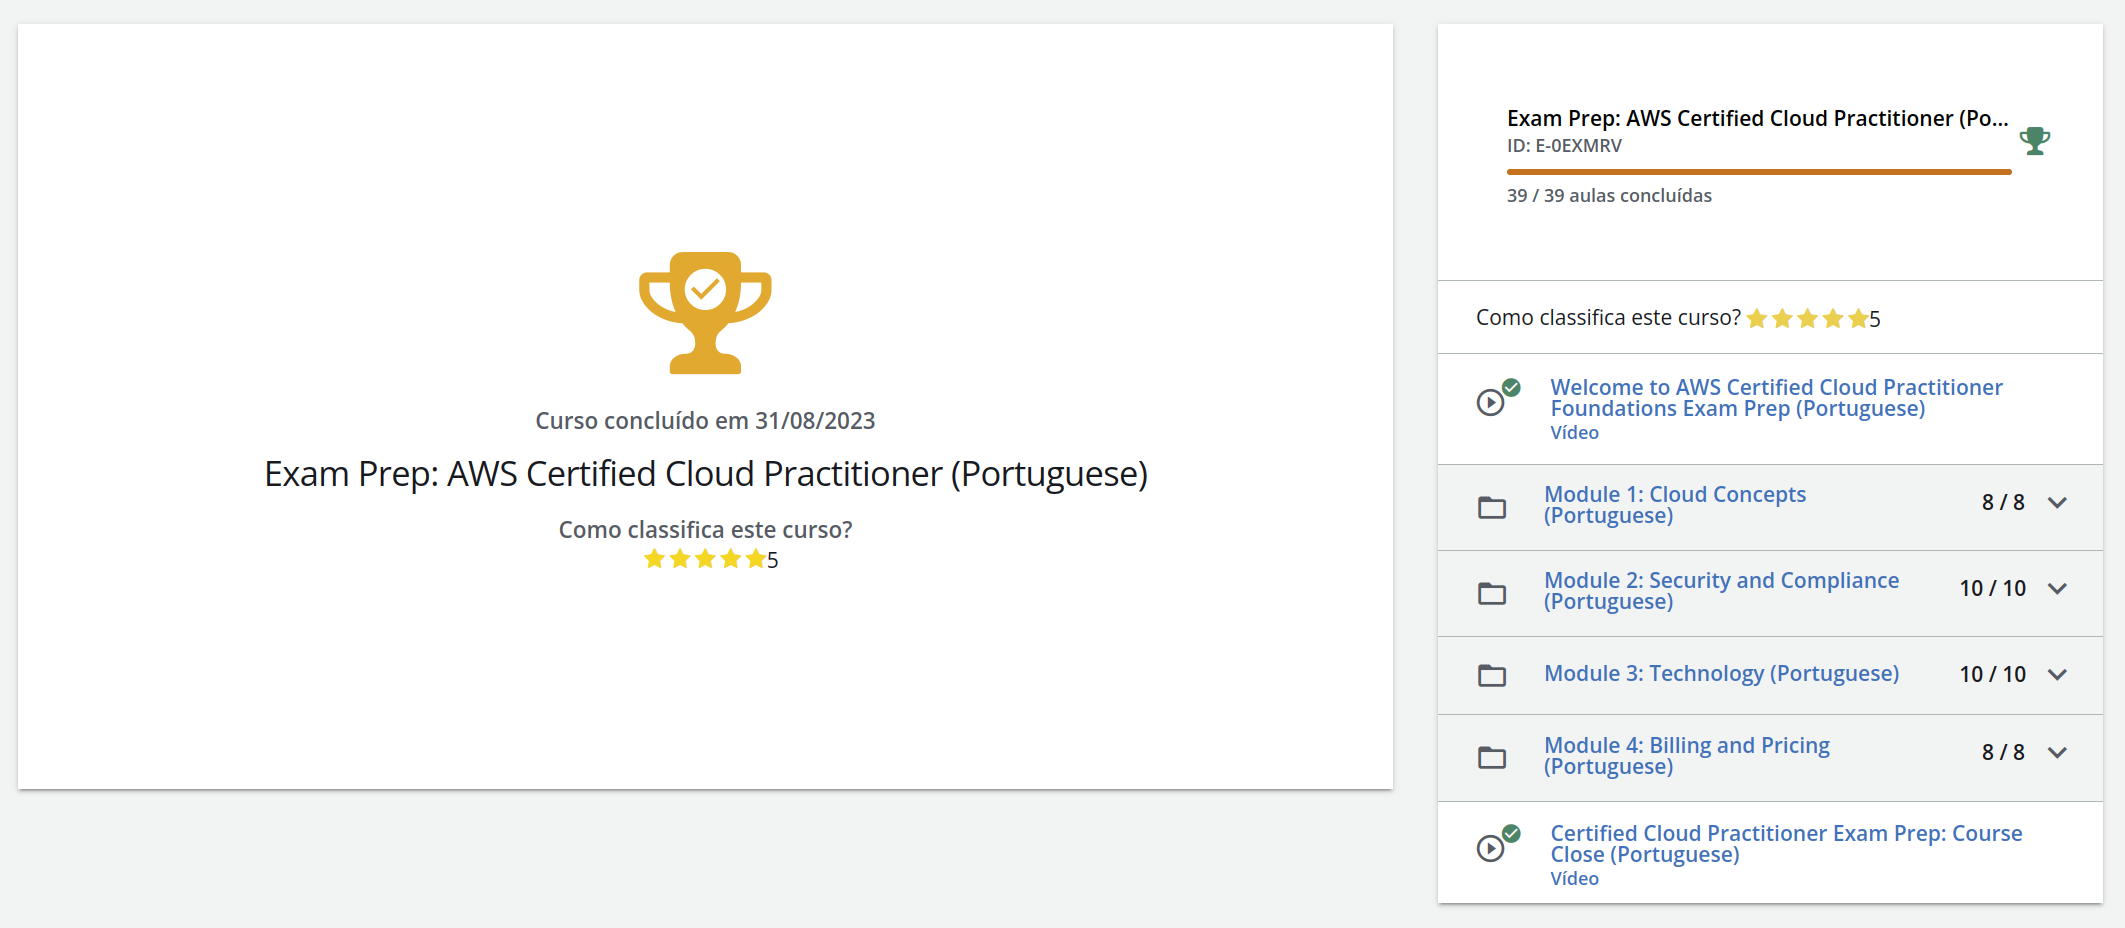 Curso concluído em 31/08/2023
Exam Prep: AWS Certified Cloud Practitioner (Portuguese)
Como classifica este curso?
5
Exam Prep: AWS Certified Cloud Practitioner (Po...
ID: E-0EXMRV
39 / 39 aulas concluídas
Como classifica este curso? 5
Welcome to AWS Certified Cloud Practitioner
Foundations Exam Prep (Portuguese)
Vídeo
Module 1: Cloud Concepts
(Portuguese)
8 / 8
Module 2: Security and Compliance
(Portuguese)
10 / 10
Module 3: Technology (Portuguese)
10 / 10
Module 4: Billing and Pricing
(Portuguese)
8 / 8
Certified Cloud Practitioner Exam Prep: Course
Close (Portuguese)
Vídeo